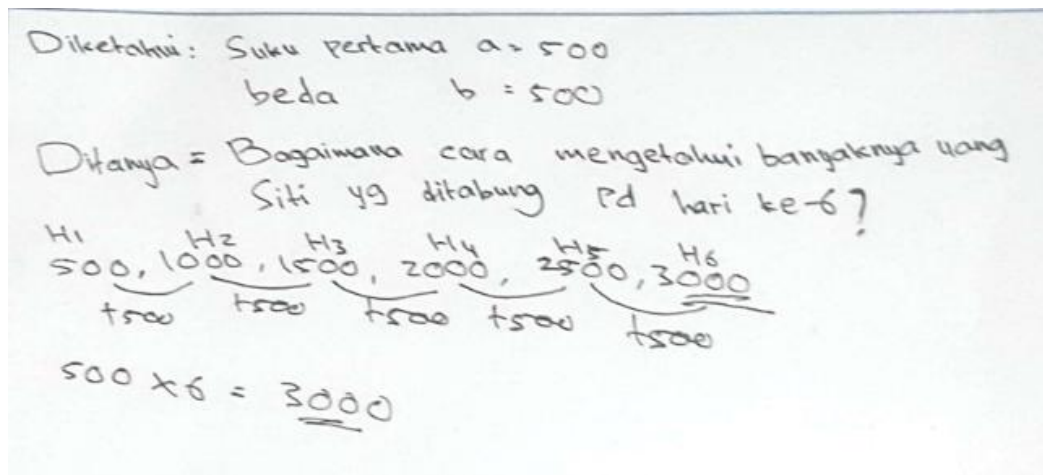 Diketahui: Suku pertama a = 500
beda b = 500
Ditanya = Bagaimana cara mengetahui banyaknya uang
Siti yg ditabung pd hari ke-6?
H1 H2 H3 H4 H5 H6
500, 1000, 1500, 2000, 2500, 3000
+500 +500 +500 +500 +500
500 x 6 = 3000